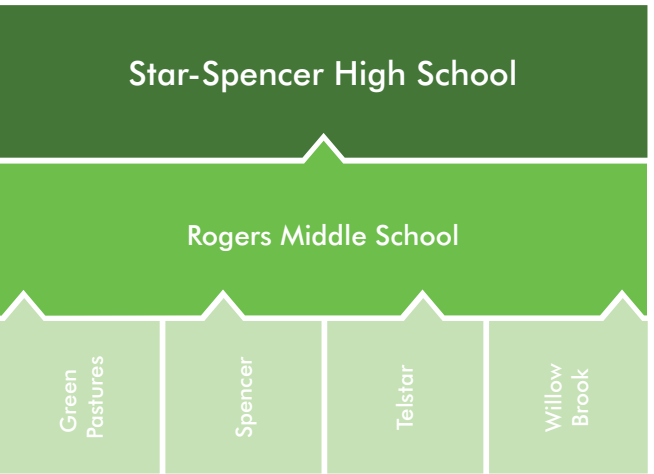 Star-Spencer High School
Rogers Middle School
Green
Pastures
Spencer
Telstar
Willow
Brook